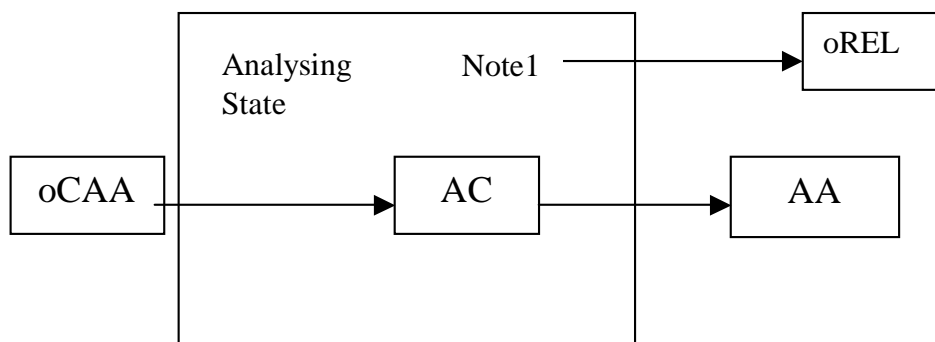 oREL
Analysing Note1
State
oCAA
AC
AA